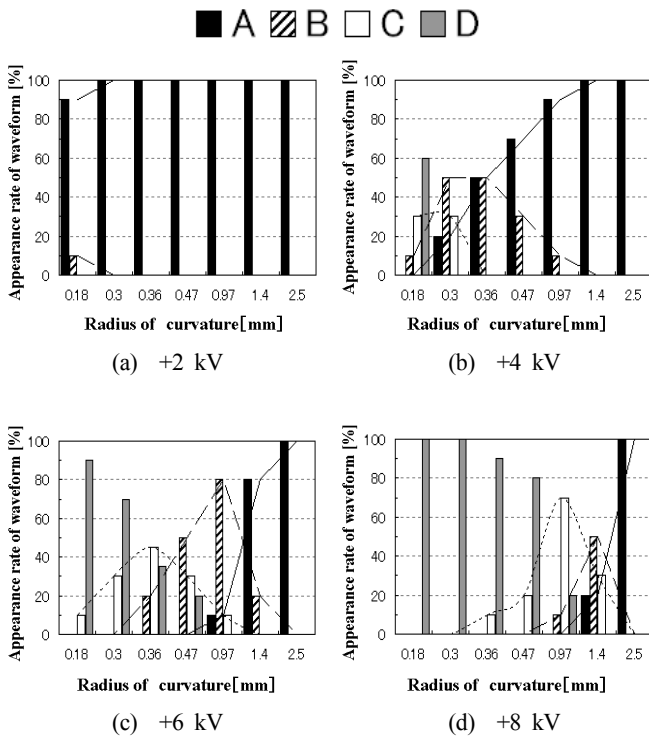 A B C D
Appearance rate of waveform [%]
100
80
60
40
20
0
0.18 0.3 0.36 0.47 0.97 1.4 2.5
Radius of curvature[mm]
(a) +2 kV
Appearance rate of waveform [%]
100
80
60
40
20
0
0.18 0.3 0.36 0.47 0.97 1.4 2.5
Radius of curvature[mm]
(b) +4 kV
Appearance rate of waveform [%]
100
80
60
40
20
0
0.18 0.3 0.36 0.47 0.97 1.4 2.5
Radius of curvature[mm]
(c) +6 kV
Appearance rate of waveform [%]
100
80
60
40
20
0
0.18 0.3 0.36 0.47 0.97 1.4 2.5
Radius of curvature[mm]
(d) +8 kV